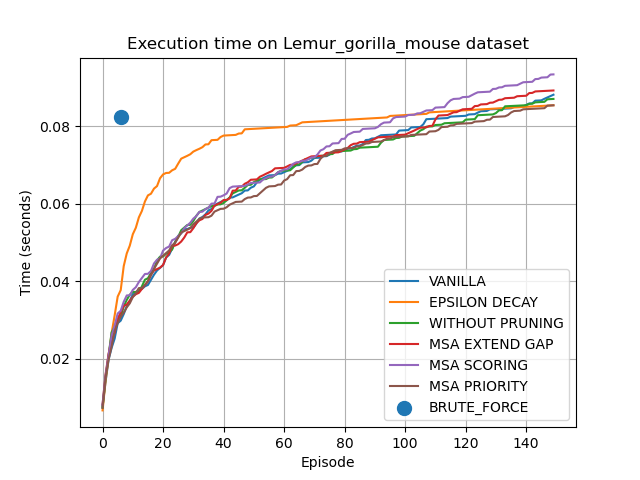 Execution time on Lemur_gorilla_mouse dataset
Time (seconds)
0.08
0.06
0.04
0.02
VANILLA
EPSILON DECAY
WITHOUT PRUNING
MSA EXTEND GAP
MSA SCORING
MSA PRIORITY
BRUTE_FORCE
0 20 40 60 80 100 120 140
Episode